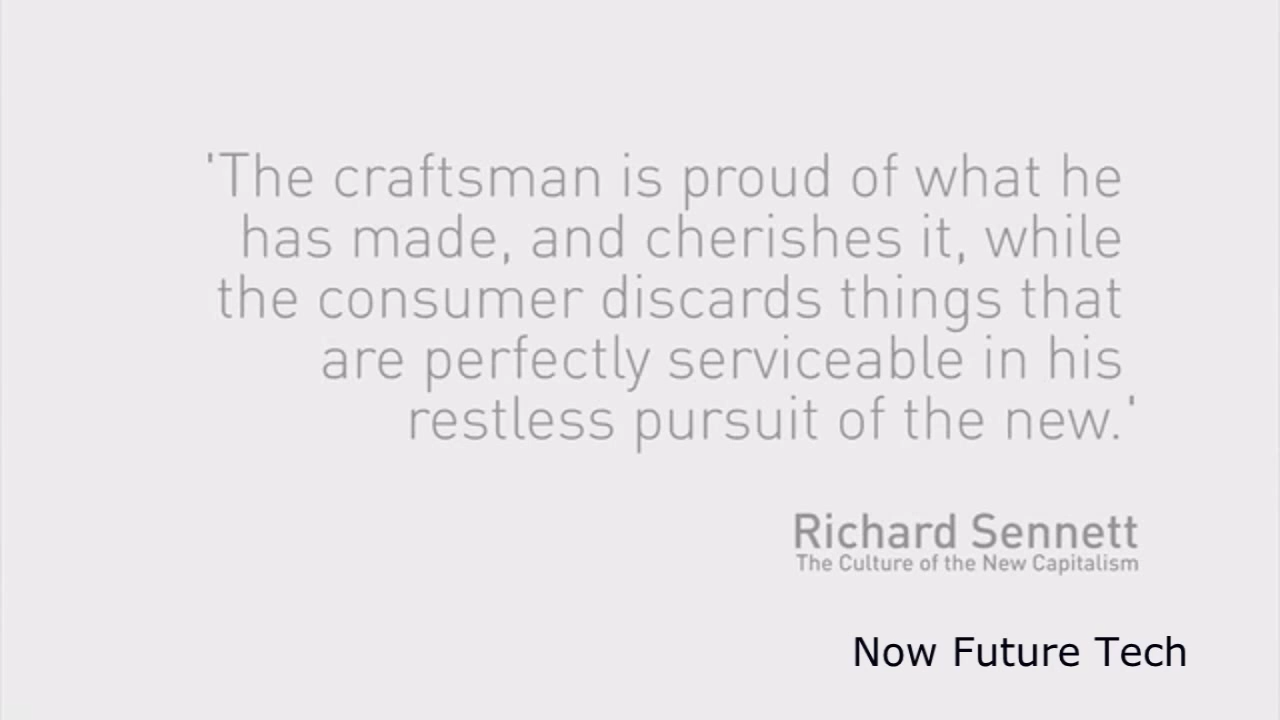 'The craftsman is proud of what he
has made, and cherishes it, while
the consumer discards things that
are perfectly serviceable in his
restless pursuit of the new.'
Richard Sennett
The Culture of the New Capitalism
Now Future Tech